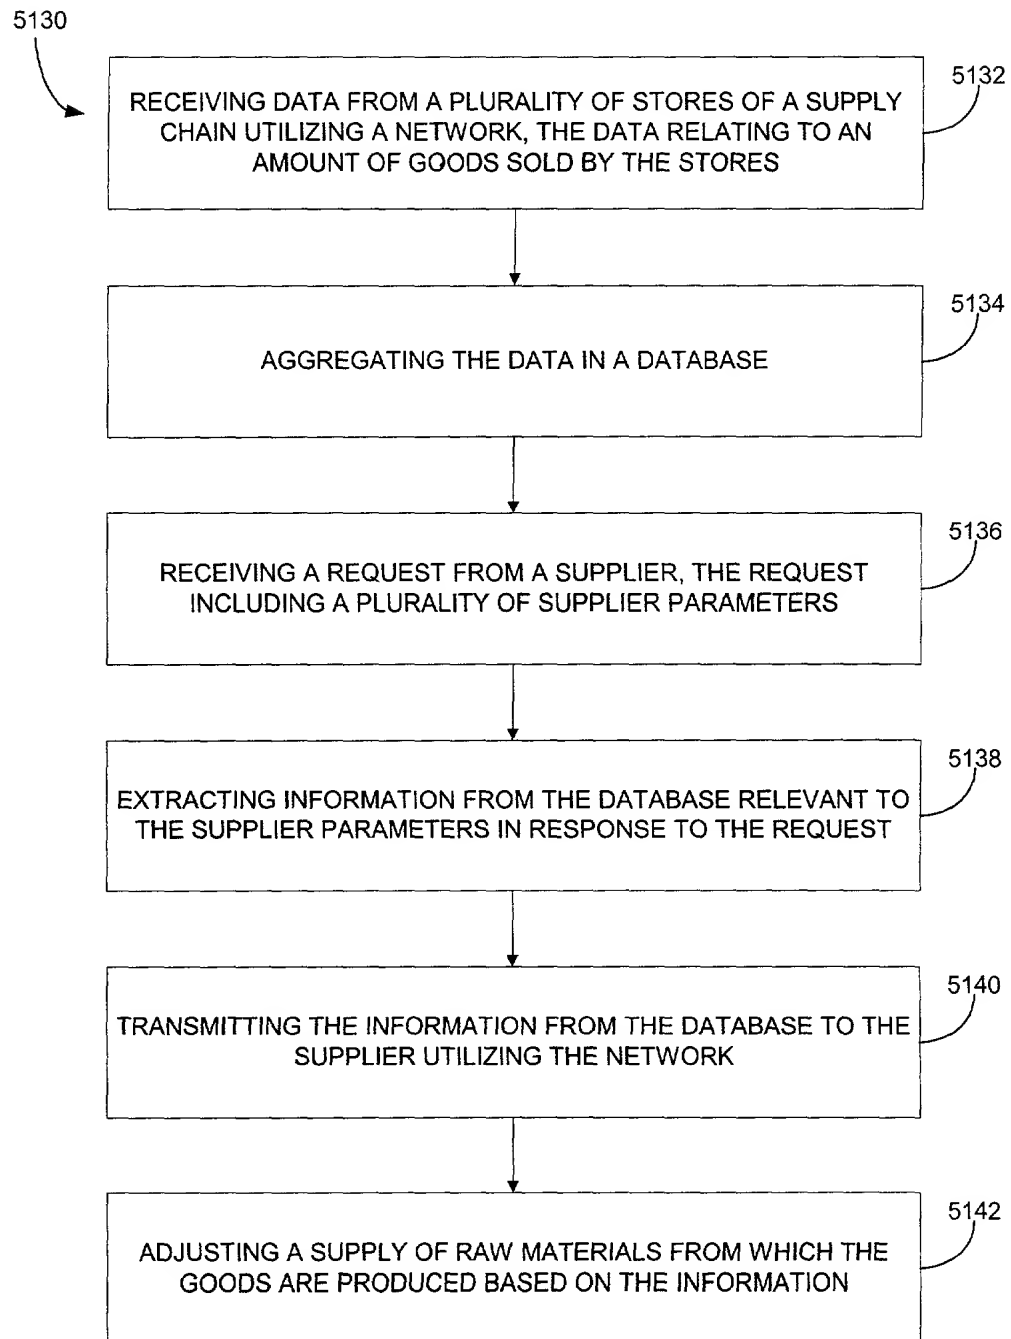 5130
5132
RECEIVING DATA FROM A PLURALITY OF STORES OF A SUPPLY
CHAIN UTILIZING A NETWORK, THE DATA RELATING TO AN
AMOUNT OF GOODS SOLD BY THE STORES
5134
AGGREGATING THE DATA IN A DATABASE
5136
RECEIVING A REQUEST FROM A SUPPLIER, THE REQUEST
INCLUDING A PLURALITY OF SUPPLIER PARAMETERS
5138
EXTRACTING INFORMATION FROM THE DATABASE RELEVANT TO
THE SUPPLIER PARAMETERS IN RESPONSE TO THE REQUEST
5140
TRANSMITTING THE INFORMATION FROM THE DATABASE TO THE
SUPPLIER UTILIZING THE NETWORK
5142
ADJUSTING A SUPPLY OF RAW MATERIALS FROM WHICH THE
GOODS ARE PRODUCED BASED ON THE INFORMATION